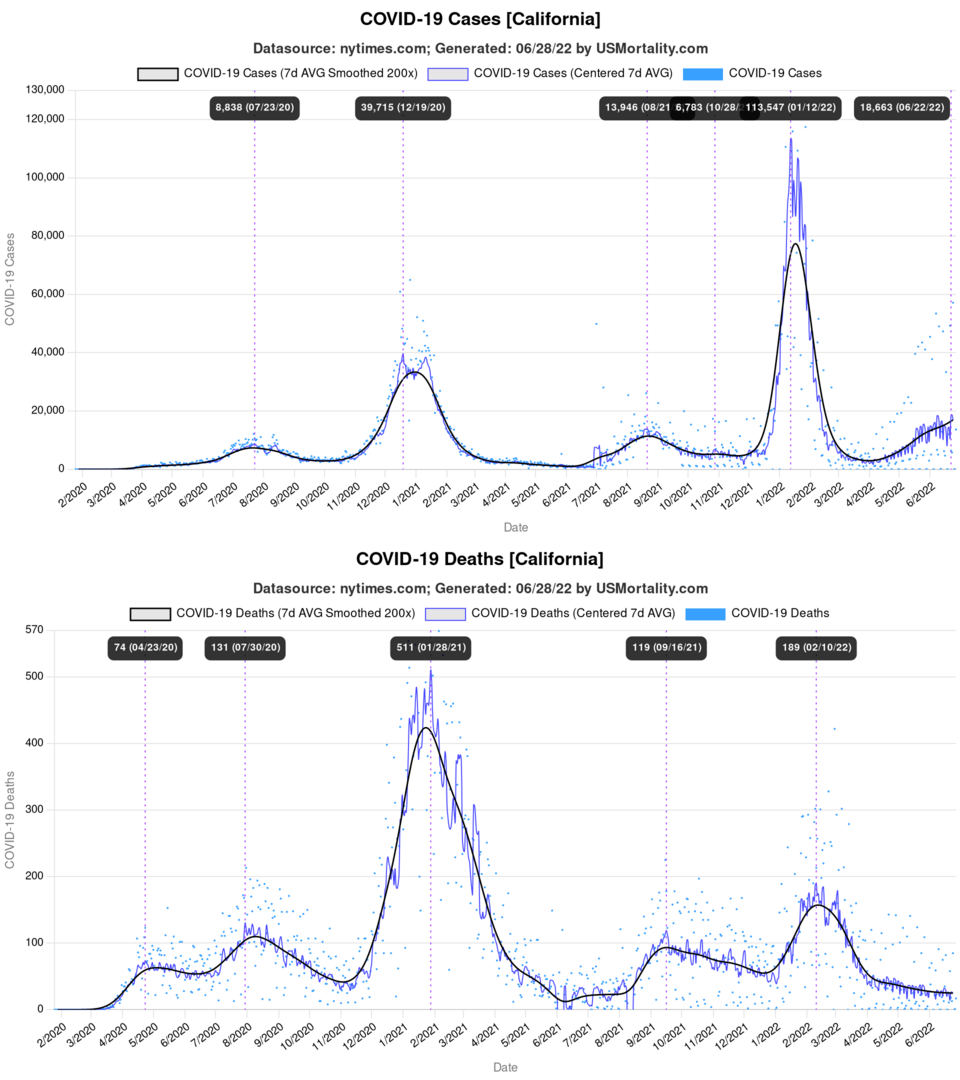 COVID-19 Cases [California]
Datasource: nytimes.com; Generated: 06/28/22 by USMortality.com
COVID-19 Cases (7d AVG Smoothed 200x) COVID-19 Cases (Centered 7d AVG) COVID-19 Cases
130,000
8,838 (07/23/20) 39,715 (12/19/20) 13,946 (08/21 6,783 (10/28/ 113,547 (01/12/22) 18,663 (06/22/22)
120,000
100,000
80,000
60,000
40,000
20,000
0
COVID-19 Cases
2/2020 3/2020 4/2020 5/2020 6/2020 7/2020 8/2020 9/2020 10/2020 11/2020 12/2020 1/2021 2/2021 3/2021 4/2021 5/2021 6/2021 7/2021 8/2021 9/2021 10/2021 11/2021 12/2021 1/2022 2/2022 3/2022 4/2022 5/2022 6/2022
Date
COVID-19 Deaths [California]
Datasource: nytimes.com; Generated: 06/28/22 by USMortality.com
COVID-19 Deaths (7d AVG Smoothed 200x) COVID-19 Deaths (Centered 7d AVG) COVID-19 Deaths
570
74 (04/23/20) 131 (07/30/20) 511 (01/28/21) 119 (09/16/21) 189 (02/10/22)
500
400
300
200
100
0
COVID-19 Deaths
2/2020 3/2020 4/2020 5/2020 6/2020 7/2020 8/2020 9/2020 10/2020 11/2020 12/2020 1/2021 2/2021 3/2021 4/2021 5/2021 6/2021 7/2021 8/2021 9/2021 10/2021 11/2021 12/2021 1/2022 2/2022 3/2022 4/2022 5/2022 6/2022
Date